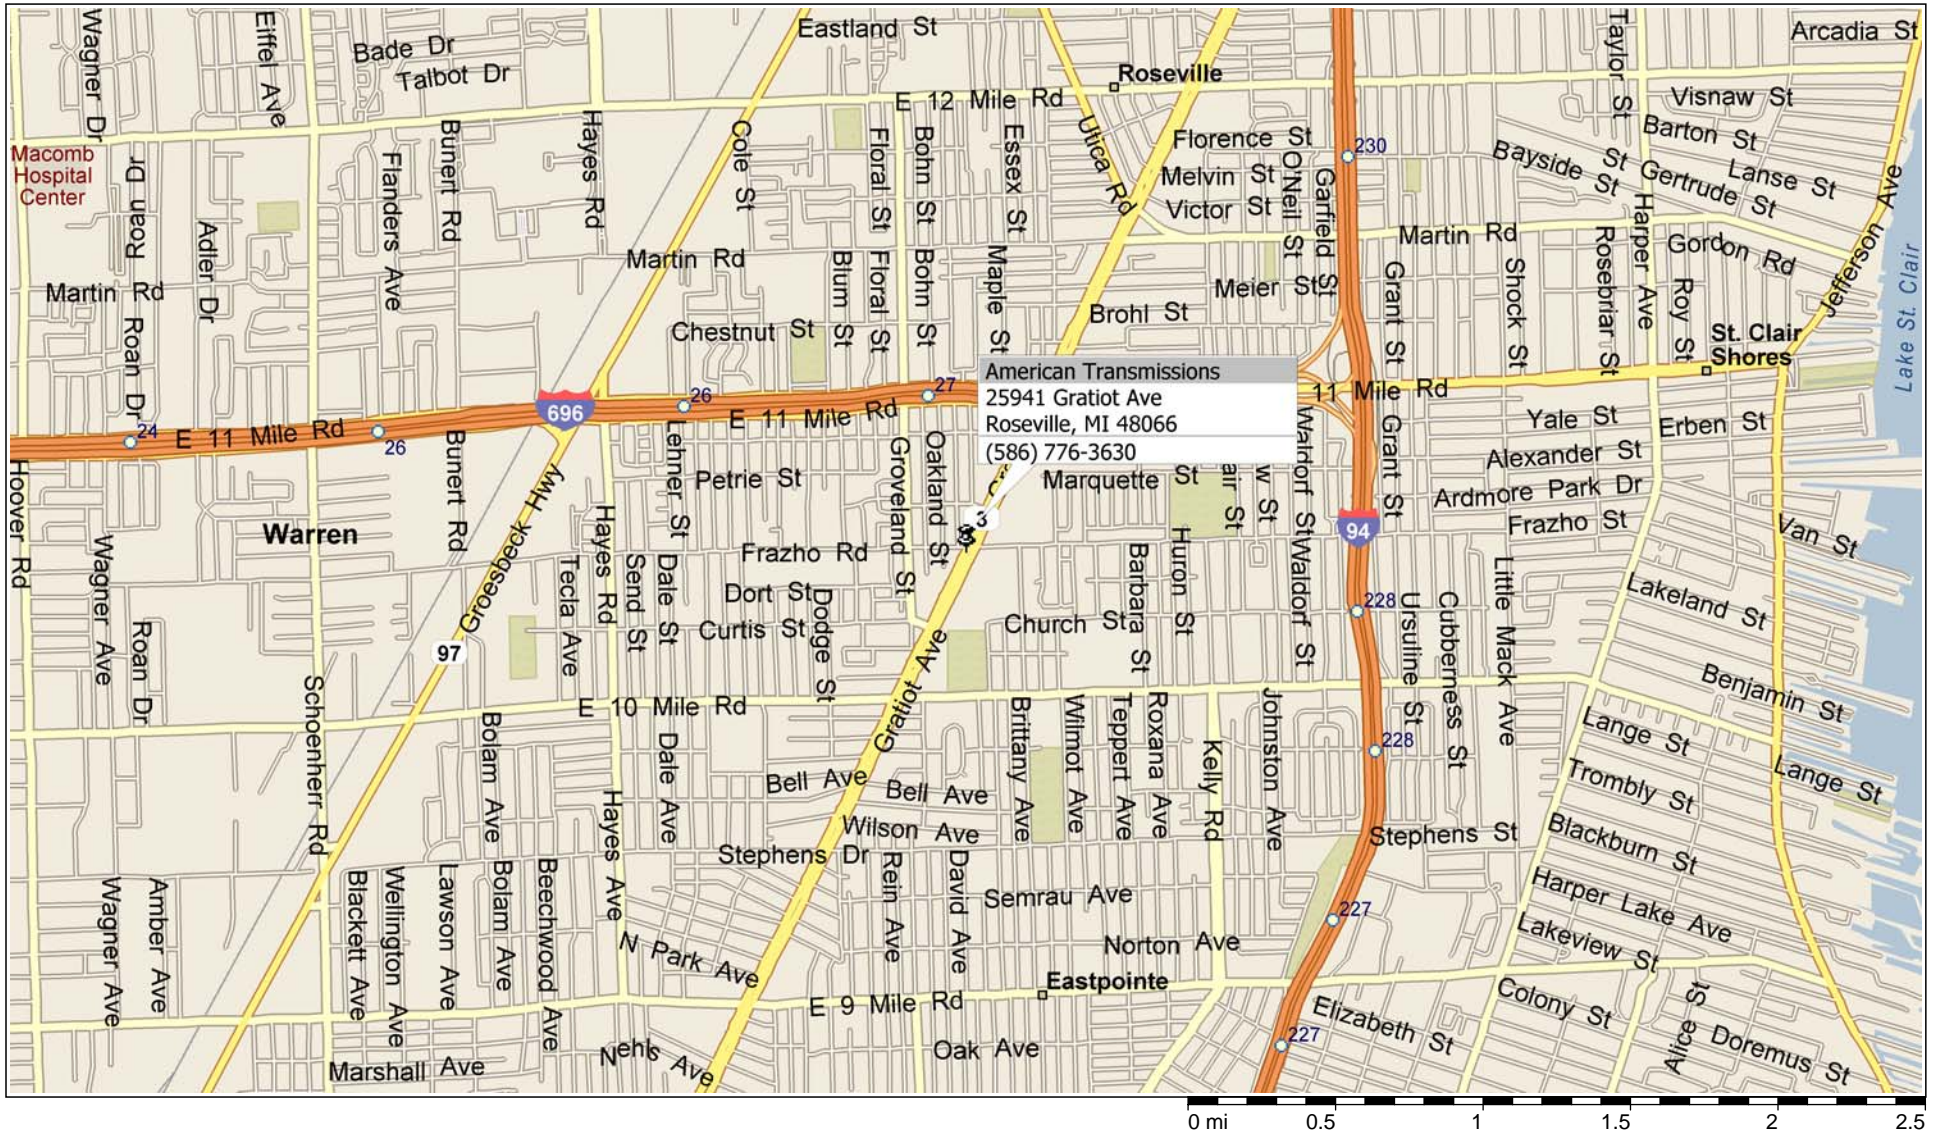 Wagner Dr
Eiffel Ave
Bade Dr
Talbot Dr
Eastland St
Roseville
Taylor St
Arcadia St
E 12 Mile Rd
Visnaw St
Macomb
Hospital
Center
Roan Dr
Adler Dr
Flanders Ave
Bunert Rd
Hayes Rd
Cole St
Floral St
Bohn St
Essex St
Utica Rd
Florence St
Melvin St
Victor St
O'Neil St
Garfield St
230
Bayside St
Barton St
St Gertrude St
Lanse St
Jefferson Ave
Martin Rd
Martin Rd
Martin Rd
Gordon Rd
Harper Ave
Rosebriar St
Shock St
Roy St
Grant St
Meier St
Brohl St
Maple St
Bohn St
Floral St
Blum St
Chestnut St
Roan Dr
St. Clair
Shores
Lake St. Clair
American Transmissions
25941 Gratiot Ave
Roseville, MI 48066
(586) 776-3630
24
E 11 Mile Rd
26
696
26
E 11 Mile Rd
27
11 Mile Rd
Yale St
Erben St
Alexander St
Ardmore Park Dr
Frazho St
Van St
Hoover Rd
Warren
Bunert Rd
Groesbeck Hwy
Hayes Rd
Lehner St
Petrie St
Groveland St
Oakland St
3
Marquette St
Waldorf St
Grant St
94
Wagner Ave
Roan Dr
Tecla Ave
Send St
Dale St
Frazho Rd
Dort St
Curtis St
Dodge St
Church St
Barbara St
Huron St
Waldorf St
228
Ursuline St
Cubberness St
Little Mack Ave
Lakeland St
Benjamin St
97
Schoenherr Rd
E 10 Mile Rd
Gratiot Ave
Bolam Ave
Dale Ave
Bell Ave
Bell Ave
Brittany Ave
Wilmot Ave
Teppert Ave
Roxana Ave
Kelly Rd
Johnston Ave
228
Lange St
Lange St
Trombly St
Blackburn St
Stephens St
Hayes Ave
Wilson Ave
Stephens Dr
Rein Ave
David Ave
Semrau Ave
Norton Ave
227
Harper Lake Ave
Lakeview St
Wagner Ave
Amber Ave
Blackett Ave
Wellington Ave
Lawson Ave
Bolam Ave
Beechwood Ave
N Park Ave
Eastpointe
E 9 Mile Rd
Colony St
Alice St
Doremus St
Elizabeth St
227
Marshall Ave
Nehls Ave
Oak Ave
0 mi 0.5 1 1.5 2 2.5